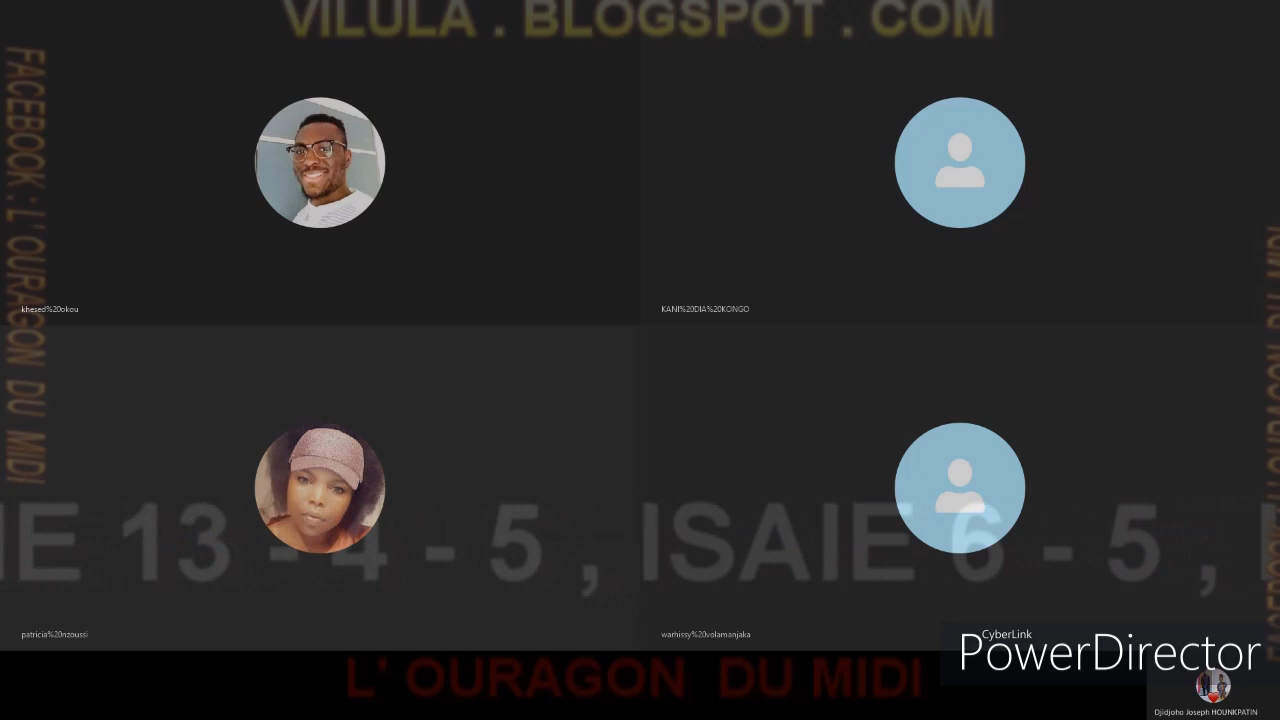 VILULA . BLOGSPOT . COM
FACEBOOK : L' OURAGON DU MIDI
khesed%20okou
KANI%20DIA%20KONGO
IE 13 - 4 - 5 , ISAIE 6 - 5 ,
patricia%20nzoussi
warhissy%20volamanjaka
CyberLink
PowerDirector
L' OURAGON DU MIDI
Djidjoho Joseph HOUNKPATIN